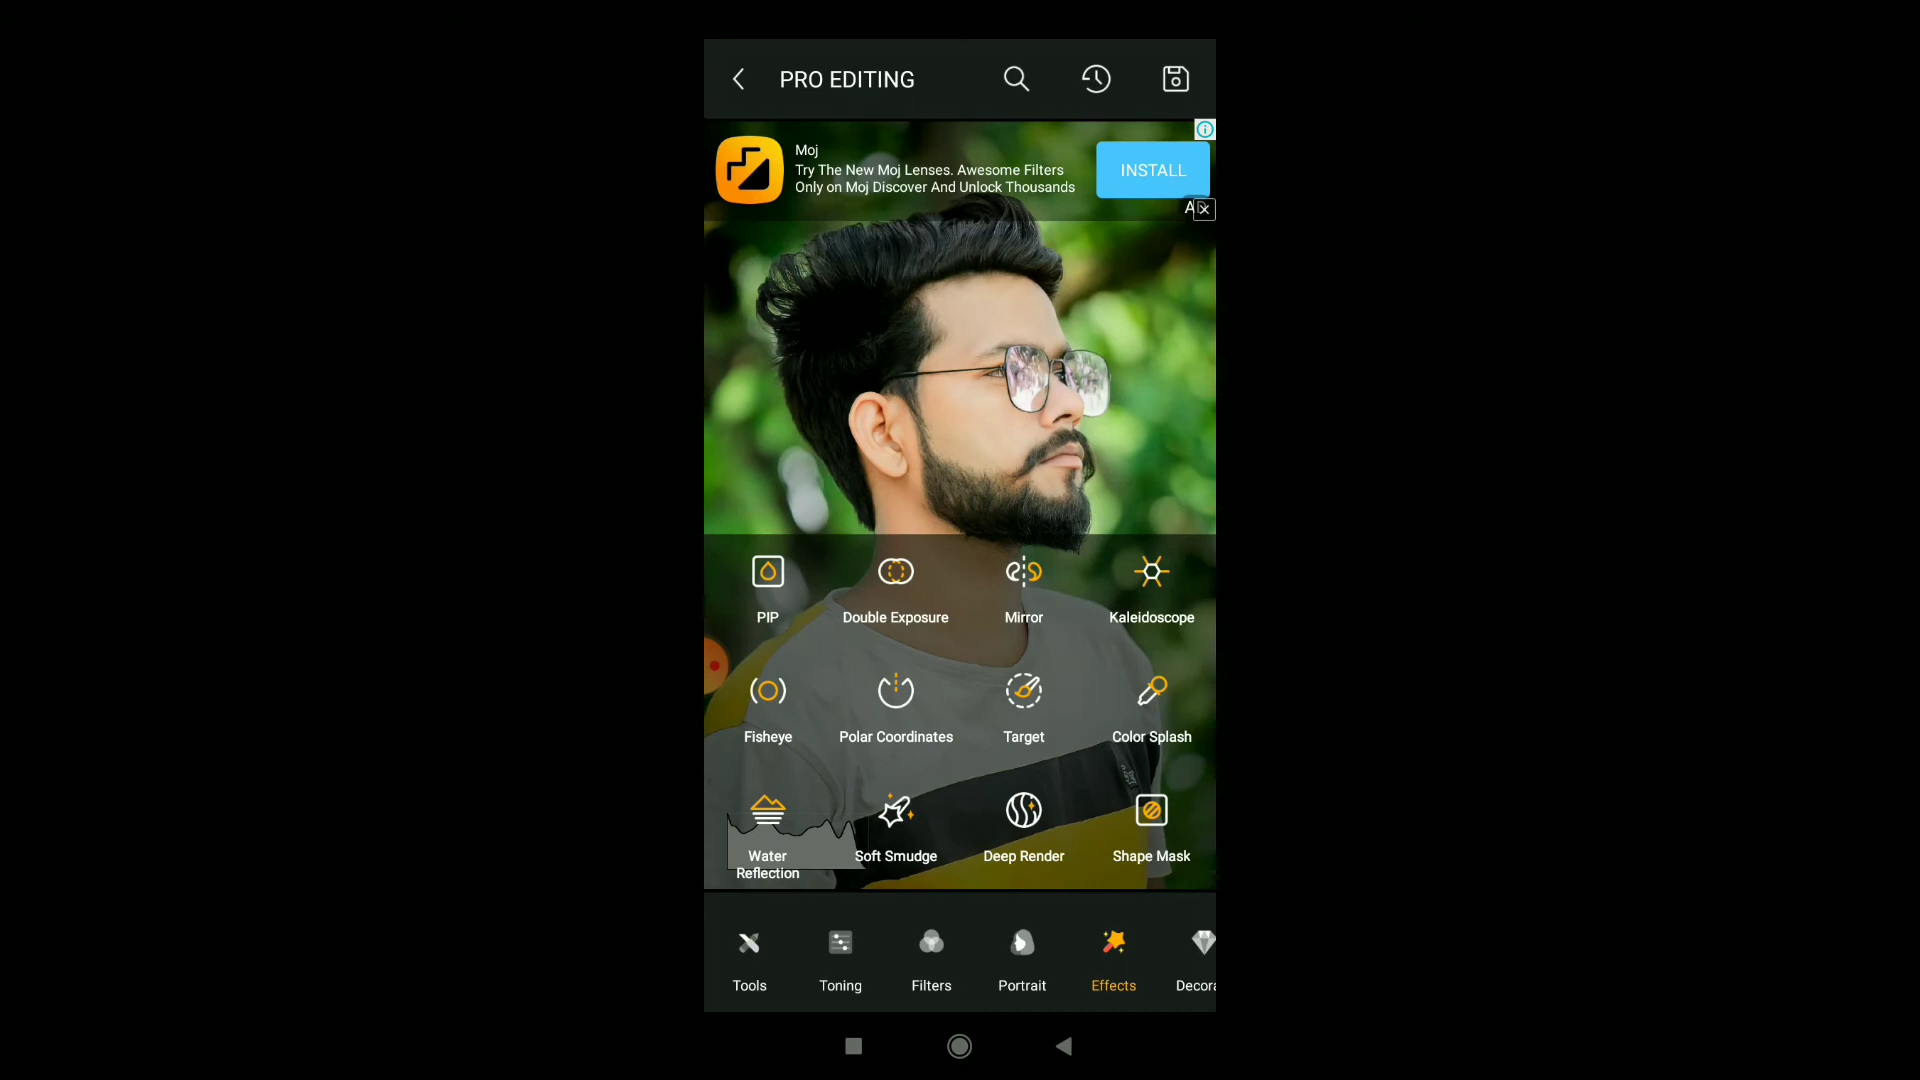 PRO EDITING
Moj
Try The New Moj Lenses. Awesome Filters
Only on Moj Discover And Unlock Thousands
INSTALL
PIP
Double Exposure
Mirror
Kaleidoscope
Fisheye
Polar Coordinates
Target
Color Splash
Water
Reflection
Soft Smudge
Deep Render
Shape Mask
Tools
Toning
Filters
Portrait
Effects